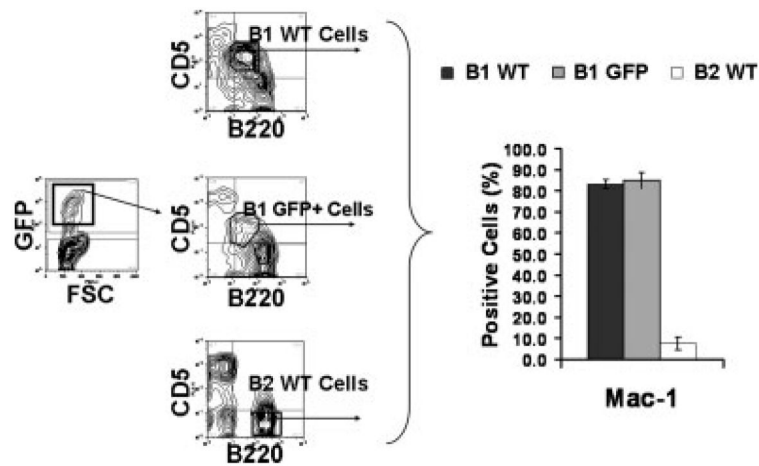 B1 WT Cells
CD5
B220
B1 WT B1 GFP B2 WT
GFP
FSC
B1 GFP+ Cells
CD5
B220
B2 WT Cells
CD5
B220
Positive Cells (%)
100.0
90.0
80.0
70.0
60.0
50.0
40.0
30.0
20.0
10.0
0.0
Mac-1